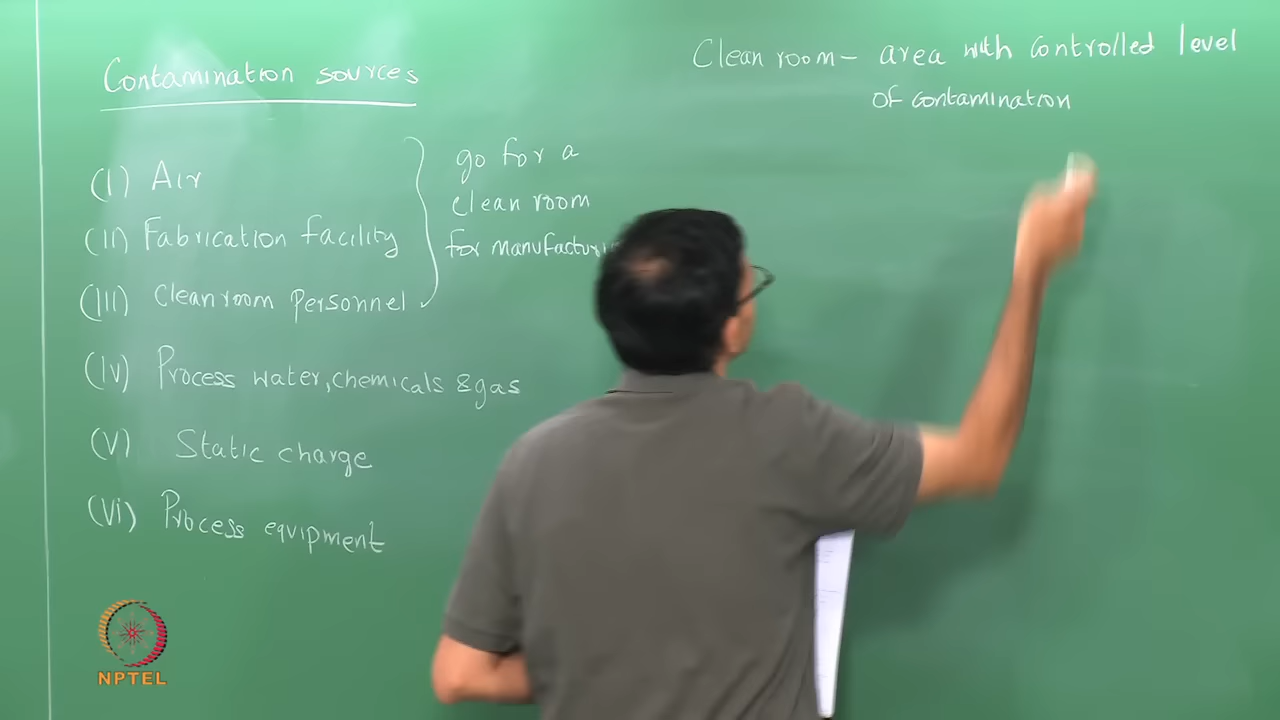 Contamination sources
(I) Air
(II) Fabrication facility
(III) Cleanroom personnel
go for a
clean room
for
(IV) Process water, chemicals & gas
(V) Static charge
(Vi) Process equipment
Clean room - area with controlled level
of contamination
NPTEL